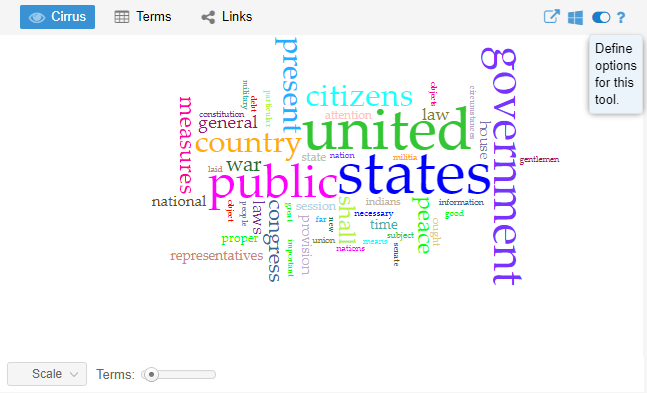 Cirrus Terms Links ?
Define
options
for this
tool.
government
present
citizens
measures
military
debt
particular
objects
circumstances
constitution
attention
law
general
united
house
country
state
nation
militia
gentlemen
laid
war
public
states
national
object
people
laws
congress
great
session
shall
indians
information
necessary
good
peace
far
new
time
ought
proper
important
provision
union
means
subject
senate
nations
representatives
Scale Terms: